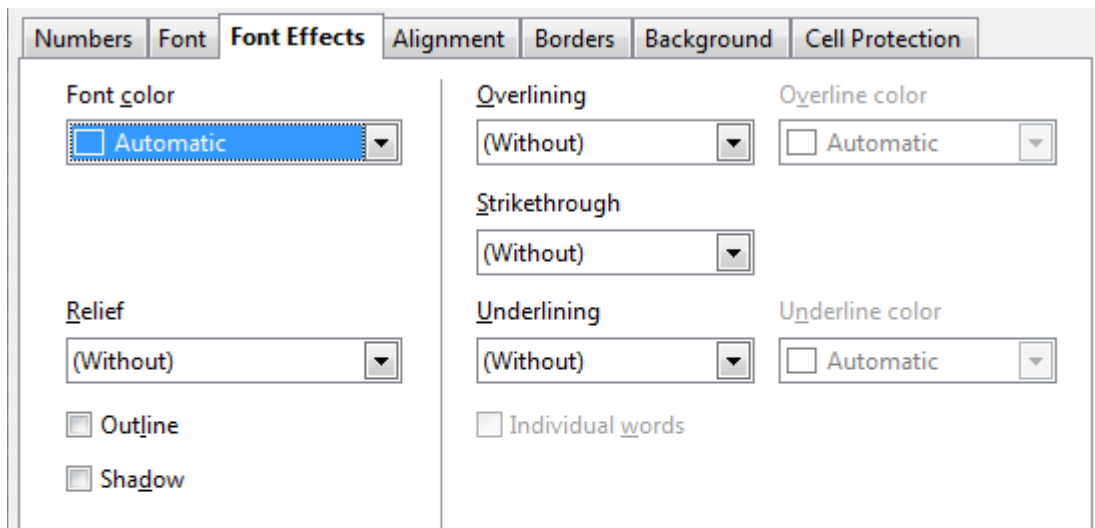 Numbers Font Font Effects Alignment Borders Background Cell Protection
Font color
Automatic
Relief
(Without)
Outline
Shadow
Overlining Overline color
(Without) Automatic
Strikethrough
(Without)
Underlining Underline color
(Without) Automatic
Individual words